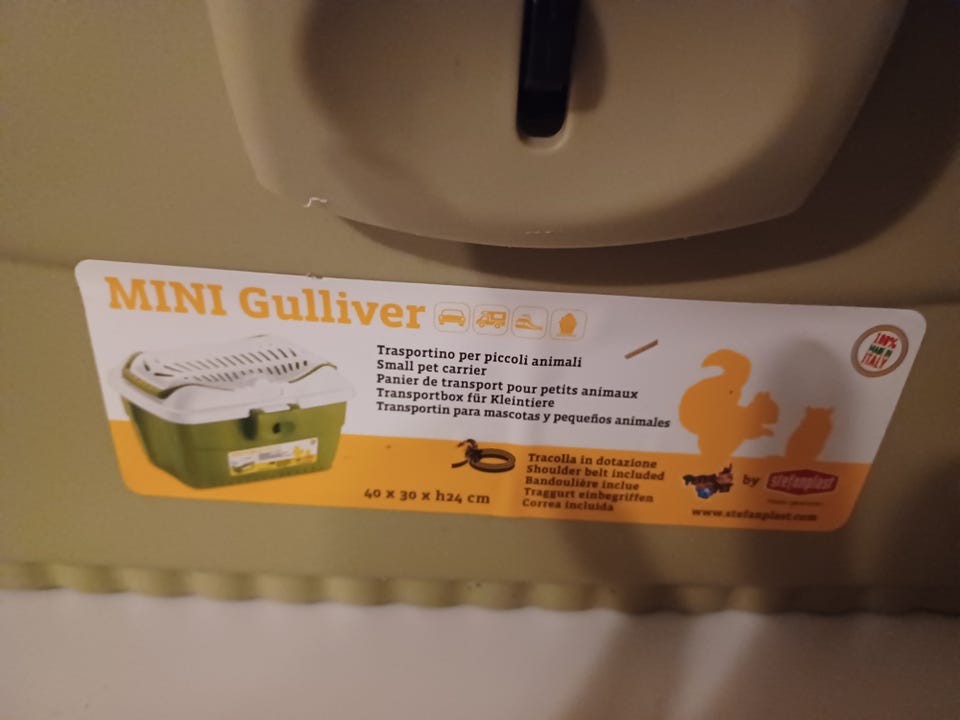 MINI Gulliver
Trasportino per piccoli animali
Small pet carrier
Panier de transport pour petits animaux
Transportbox für Kleintiere
Transportin para mascotas y pequeños animales
40 x 30 x h24 cm
Tracolla in dotazione
Shoulder belt included
Bandoulière inclue
Traggurt einbegriffen
Correa incluida
100%
MADE IN
ITALY
by stefanplast
www.stefanplast.com